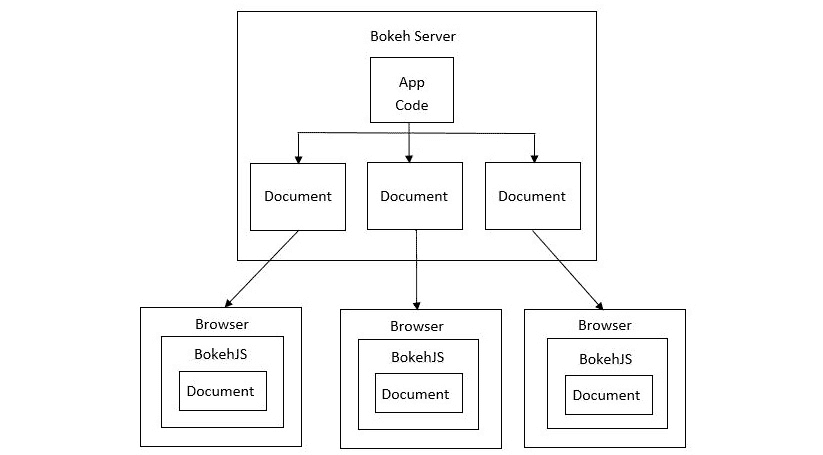 Bokeh Server
App
Code
Document
Document
Document
Browser
BokehJS
Document
Browser
BokehJS
Document
Browser
BokehJS
Document